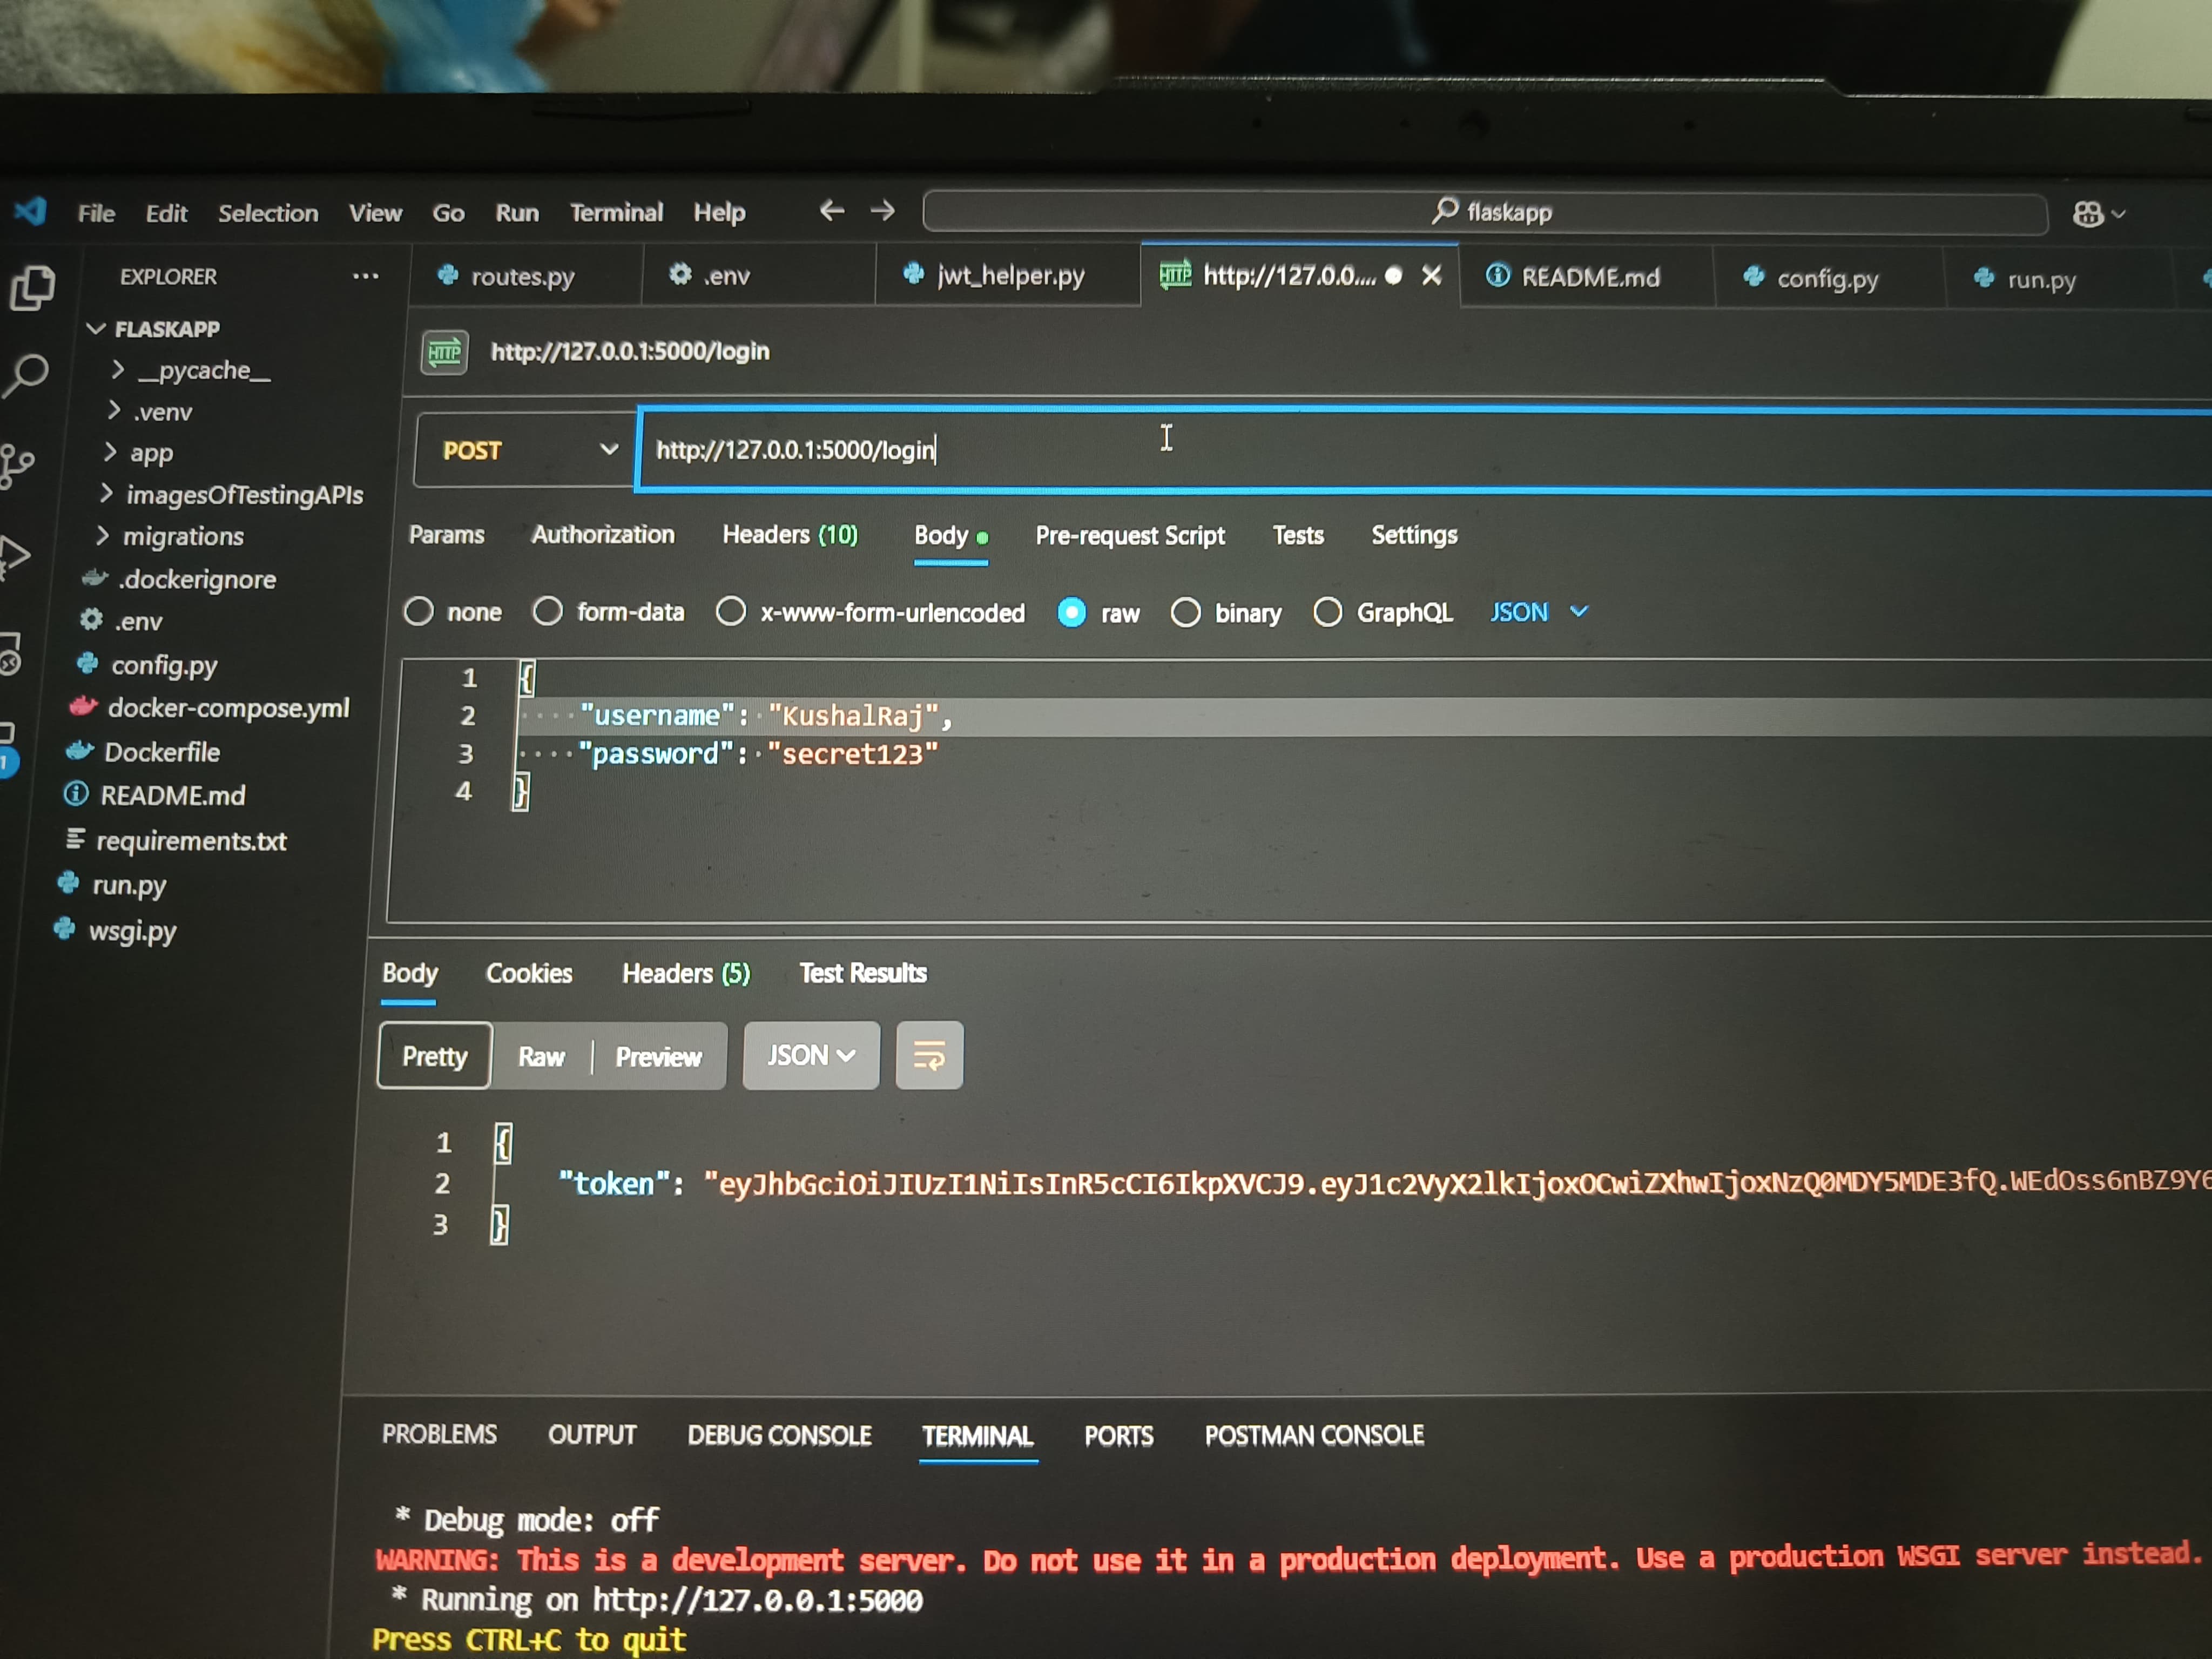 File Edit Selection View Go Run Terminal Help flaskapp
EXPLORER
routes.py .env jwt_helper.py HTTP http://127.0.0.... README.md config.py run.py
FLASKAPP
__pycache__
.venv
app
imagesOfTestingAPIs
migrations
.dockerignore
.env
config.py
docker-compose.yml
Dockerfile
README.md
requirements.txt
run.py
wsgi.py
1
HTTP http://127.0.0.1:5000/login
POST http://127.0.0.1:5000/login
Params Authorization Headers (10) Body Pre-request Script Tests Settings
none form-data x-www-form-urlencoded raw binary GraphQL JSON
1 {
2 "username": "KushalRaj",
3 "password": "secret123"
4 }
Body Cookies Headers (5) Test Results
Pretty Raw Preview JSON
1 {
2 "token": "eyJhbGciOiJIUzI1NiIsInR5cCI6IkpXVCJ9.eyJ1c2VyX2lkIjoxOCwiZXhwIjoxNzQ0MDY5MDE3fQ.WEdOss6nBZ9Y6
3 }
PROBLEMS OUTPUT DEBUG CONSOLE TERMINAL PORTS POSTMAN CONSOLE
* Debug mode: off
WARNING: This is a development server. Do not use it in a production deployment. Use a production WSGI server instead.
* Running on http://127.0.0.1:5000
Press CTRL+C to quit